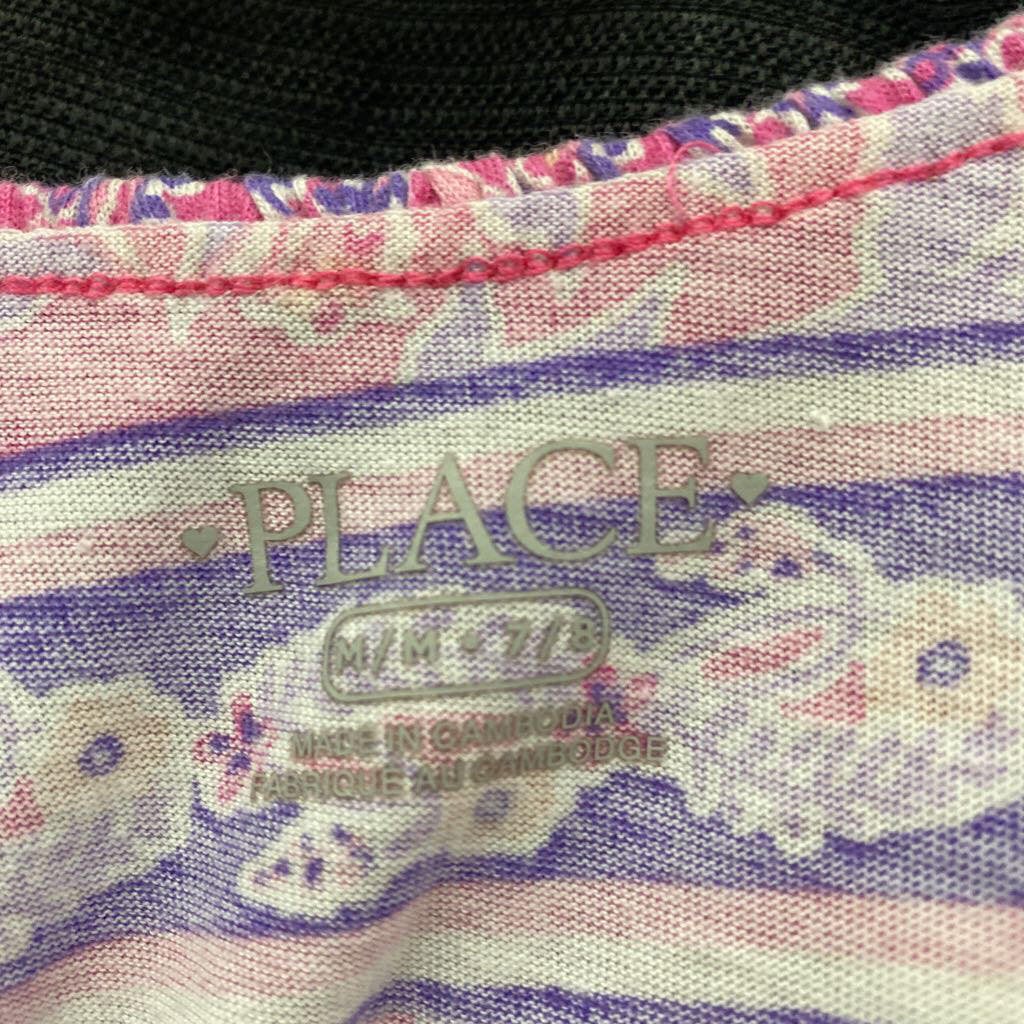 ♥PLACE♥
M/M • 7/8
MADE IN CAMBODIA
FABRIQUE AU CAMBODGE